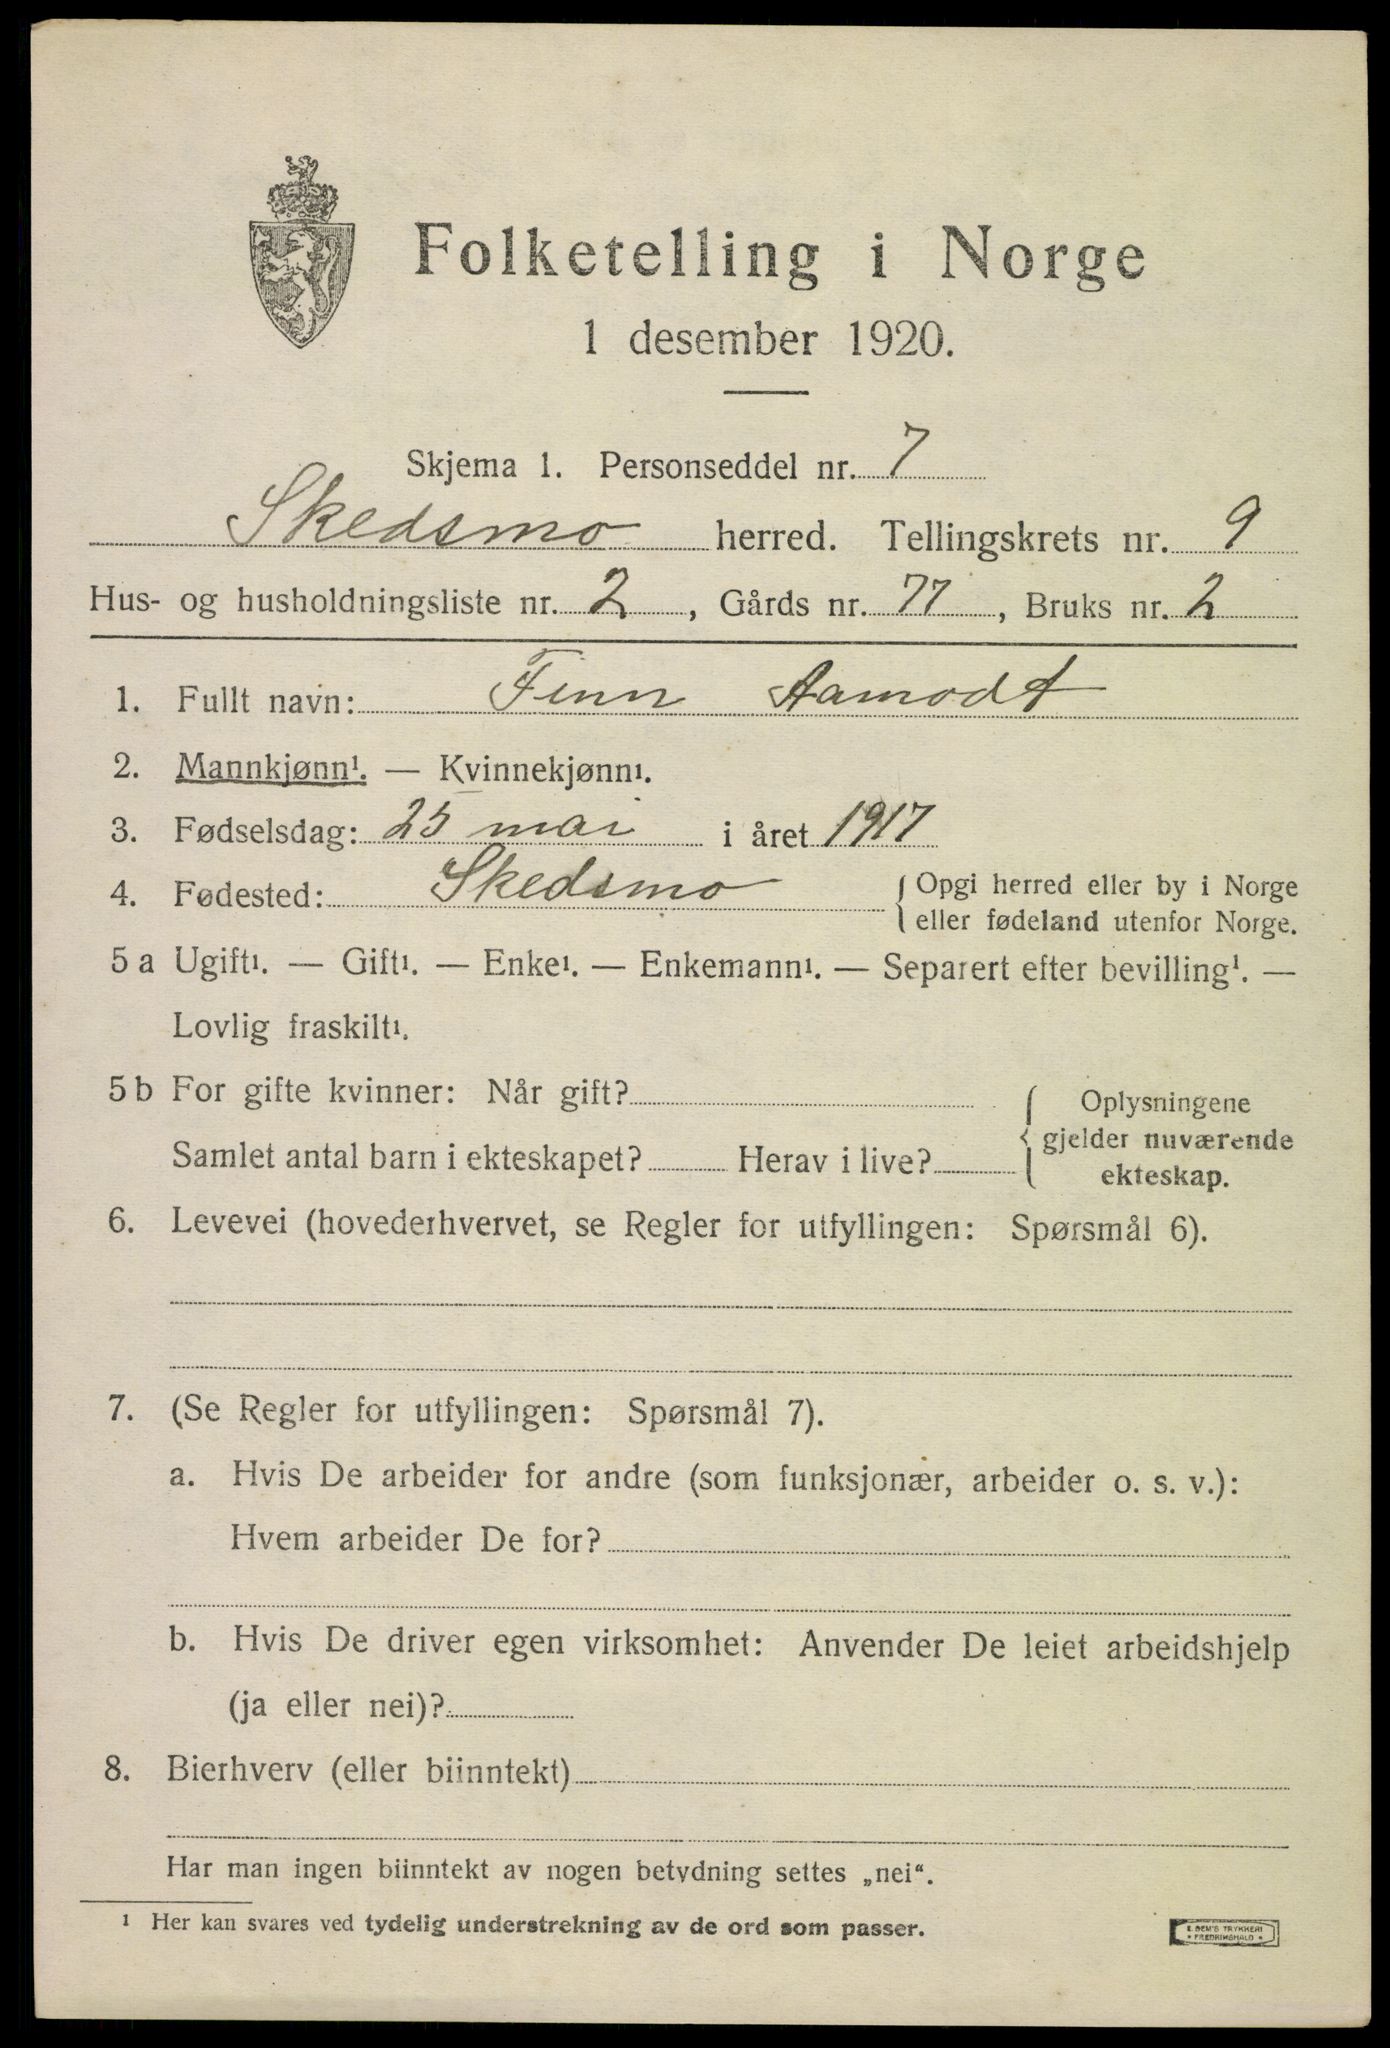 Folketelling i Norge
1 desember 1920.
Skjema 1. Personseddel nr. 7
Skedsmo herred. Tellingskrets nr. 9
Hus- og husholdningsliste nr. 2, Gårds nr. 77, Bruks nr. 2
1. Fullt navn: Finn Aamodt
2. Mannkjønn¹. — Kvinnekjønn¹.
3. Fødselsdag: 25 mai i året 1917
4. Fødested: Skedsmo { Opgi herred eller by i Norge
eller fødeland utenfor Norge.
5 a Ugift¹. — Gift¹. — Enke¹. — Enkemann¹. — Separert efter bevilling¹. —
Lovlig fraskilt¹.
5 b For gifte kvinner: Når gift?
Samlet antal barn i ekteskapet? Herav i live?
Oplysningene
gjelder nuværende
ekteskap.
6. Levevei (hovederhvervet, se Regler for utfyllingen: Spørsmål 6).
7. (Se Regler for utfyllingen: Spørsmål 7).
a. Hvis De arbeider for andre (som funksjonær, arbeider o. s. v.):
Hvem arbeider De for?
b. Hvis De driver egen virksomhet: Anvender De leiet arbeidshjelp
(ja eller nei)?
8. Bierhverv (eller biinntekt)
Har man ingen biinntekt av nogen betydning settes „nei“.
¹ Her kan svares ved tydelig understrekning av de ord som passer.
E. SEM'S TRYKKERI
• FREDRIKSHALD •